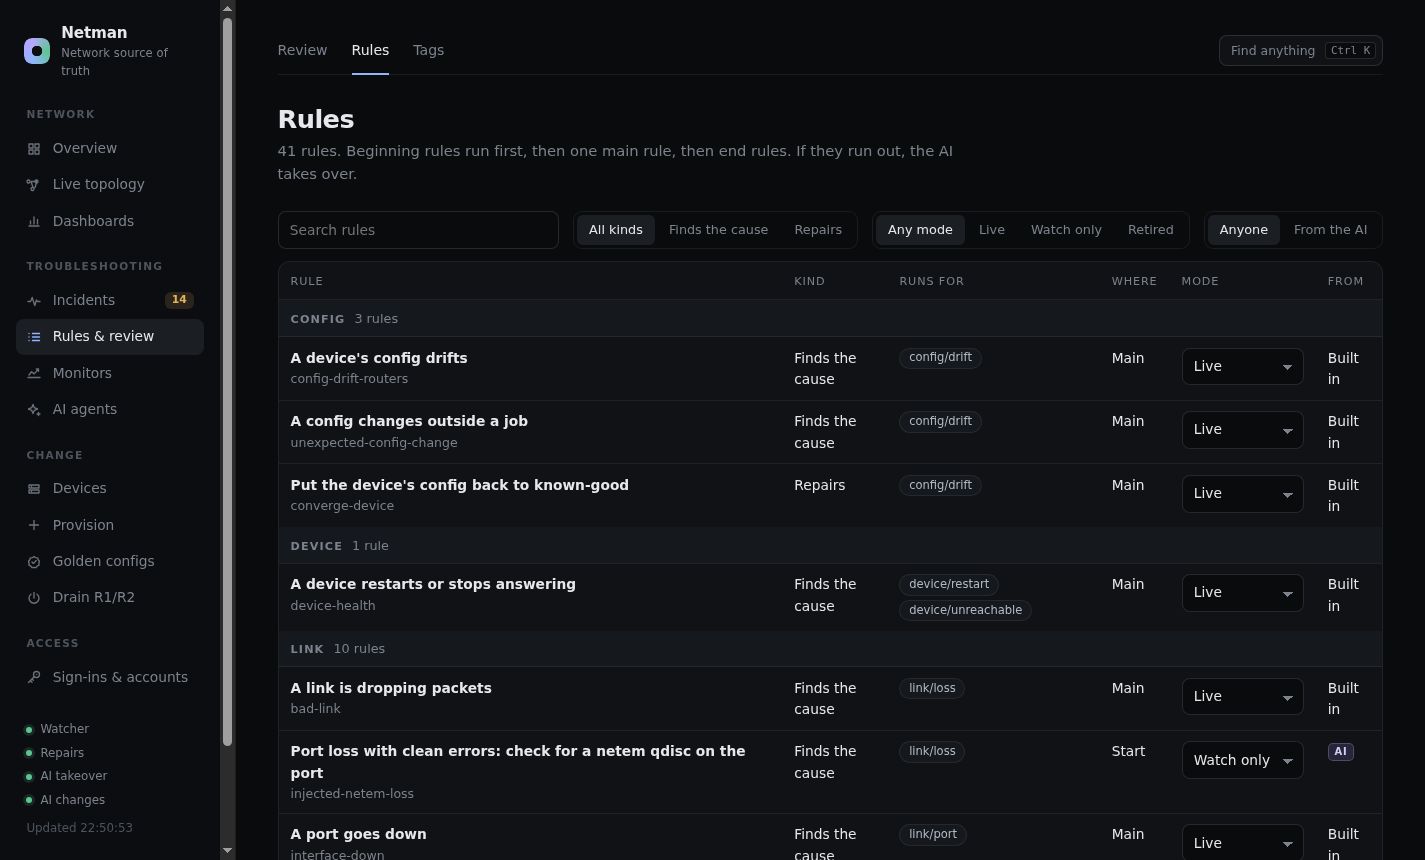 Netman
Network source of
truth
NETWORK
Overview
Live topology
Dashboards
TROUBLESHOOTING
Incidents 14
Rules & review
Monitors
AI agents
CHANGE
Devices
Provision
Golden configs
Drain R1/R2
ACCESS
Sign-ins & accounts
Watcher
Repairs
AI takeover
AI changes
Updated 22:50:53
Review Rules Tags
Find anything Ctrl K
Rules
41 rules. Beginning rules run first, then one main rule, then end rules. If they run out, the AI
takes over.
Search rules All kinds Finds the cause Repairs Any mode Live Watch only Retired Anyone From the AI
RULE KIND RUNS FOR WHERE MODE FROM
CONFIG 3 rules
A device's config drifts Finds the config/drift Main Live Built
config-drift-routers cause in
A config changes outside a job Finds the config/drift Main Live Built
unexpected-config-change cause in
Put the device's config back to known-good Repairs config/drift Main Live Built
converge-device in
DEVICE 1 rule
A device restarts or stops answering Finds the device/restart Main Live Built
device-health cause device/unreachable in
LINK 10 rules
A link is dropping packets Finds the link/loss Main Live Built
bad-link cause in
Port loss with clean errors: check for a netem qdisc on the Finds the link/loss Start Watch only AI
port cause
injected-netem-loss
A port goes down Finds the link/port Main Live Built
interface-down cause in